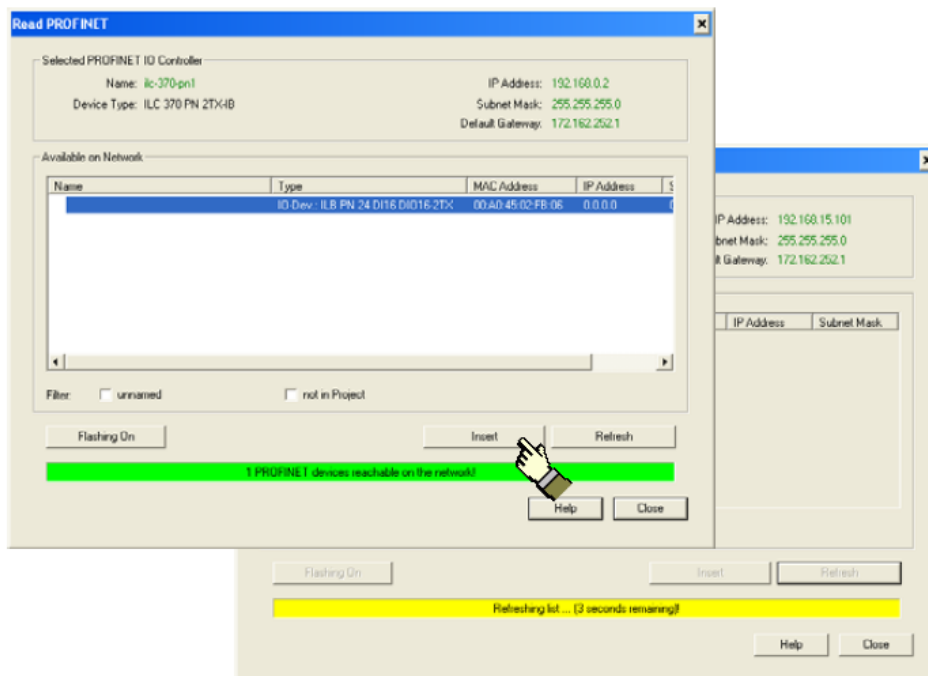 Read PROFINET
Selected PROFINET IO Controller
Name: ilc-370-pn1
IP Address: 192.168.0.2
Device Type: ILC 370 PN 2TX-IB
Subnet Mask: 255.255.255.0
Default Gateway: 172.162.252.1
Available on Network
Name Type MAC Address IP Address S
IO-Dev.: ILB PN 24 DI16 DIO16-2TX 00:A0:45:02:FB:06 0.0.0.0
Filter: unnamed not in Project
Flashing On Insert Refresh
1 PROFINET devices reachable on the network!
Help Close
IP Address: 192.168.15.101
bnet Mask: 255.255.255.0
lt Gateway: 172.162.252.1
IP Address Subnet Mask
Flashing On Insert Refresh
Refreshing list ... (3 seconds remaining)!
Help Close